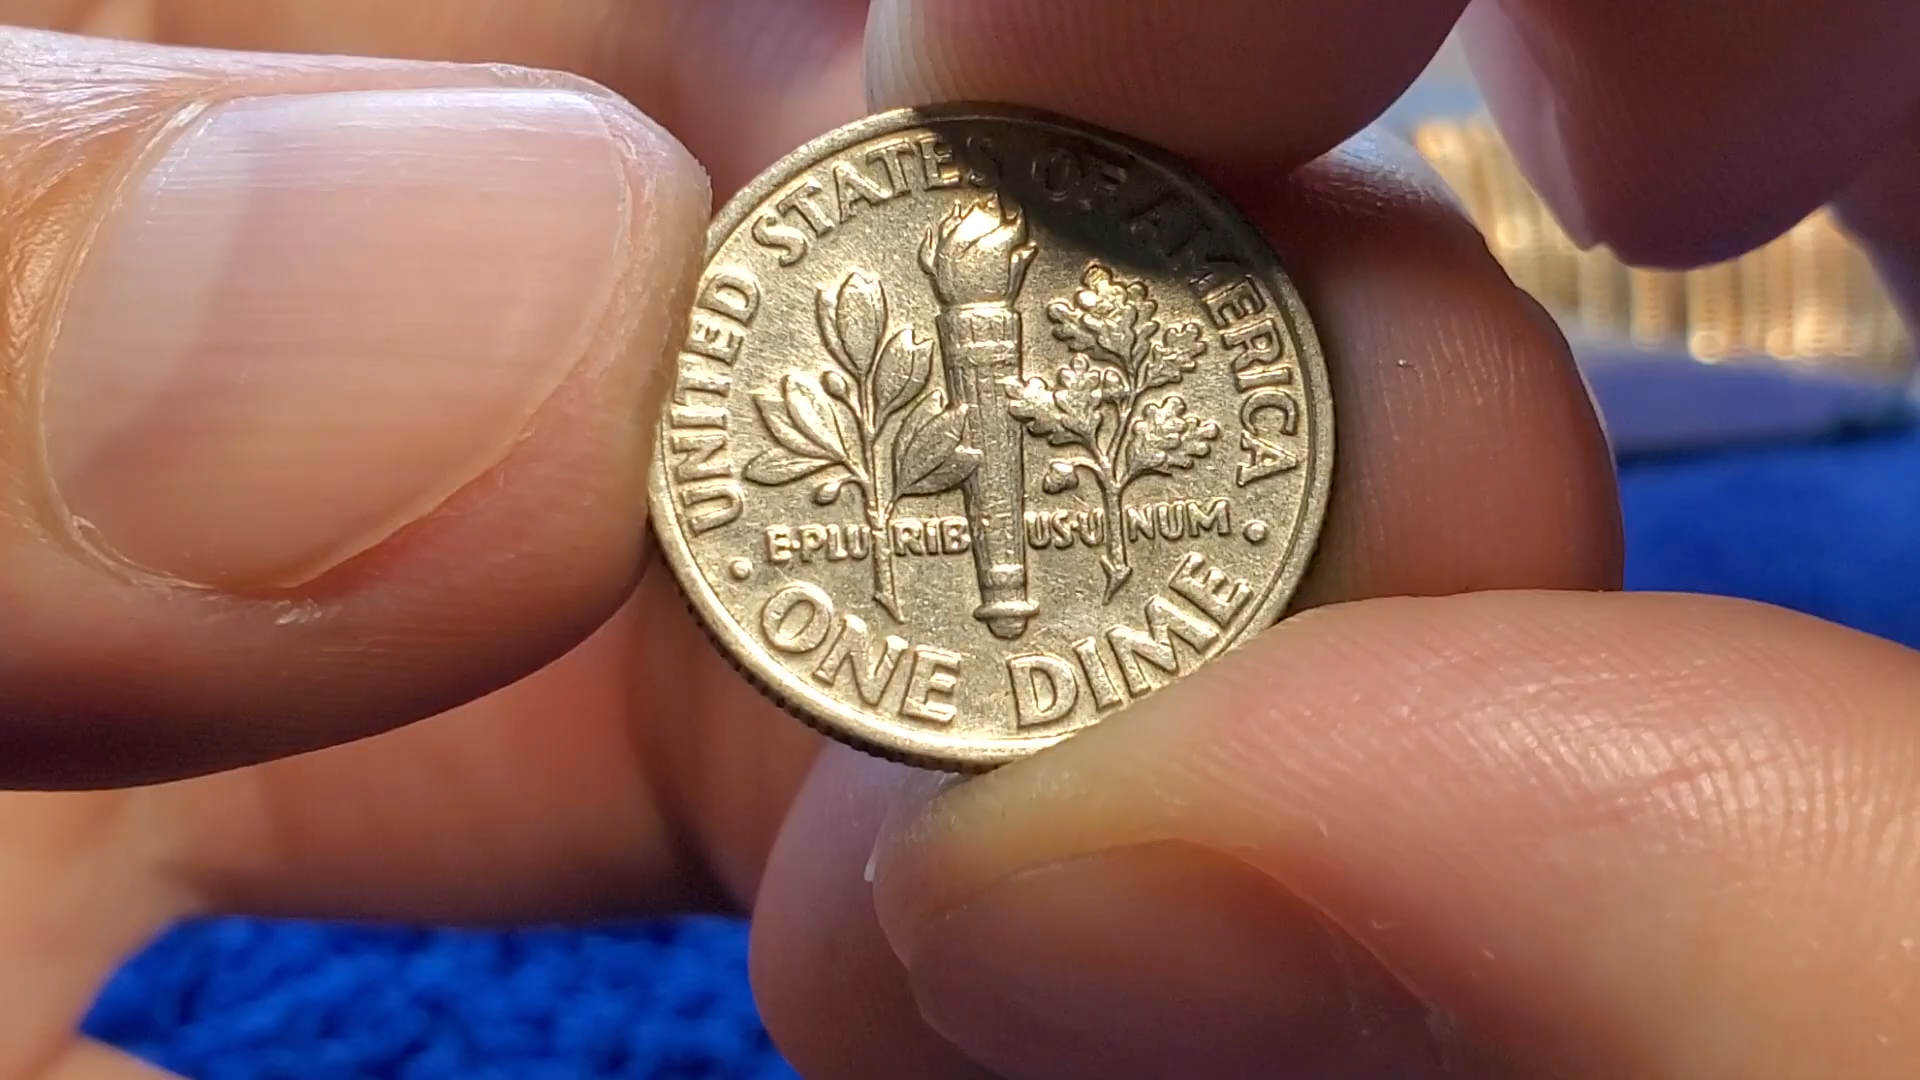 UNITED STATES OF AMERICA
E·PLURIBUS·UNUM
• ONE DIME •